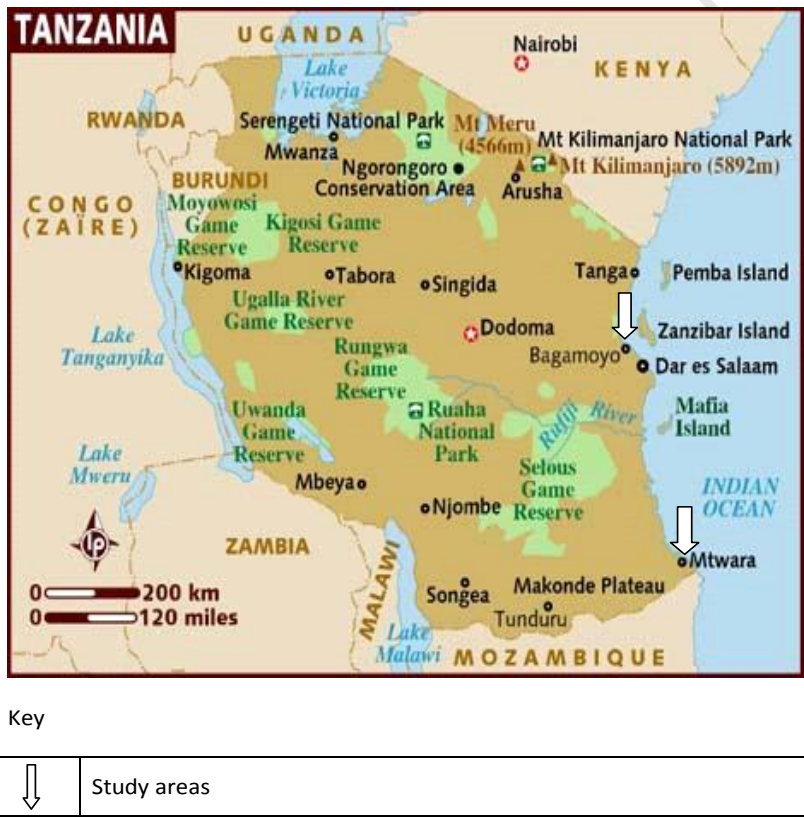 TANZANIA
UGANDA
Nairobi
KENYA
Lake
Victoria
RWANDA
Serengeti National Park
Mt Meru
(4566m)
Mt Kilimanjaro National Park
Mwanza
Mt Kilimanjaro (5892m)
Ngorongoro
Conservation Area
Arusha
BURUNDI
CONGO
(ZAÏRE)
Moyowosi
Game
Reserve
Kigosi Game
Reserve
Kigoma
Tabora
Singida
Tanga
Pemba Island
Ugalla River
Game Reserve
Dodoma
Zanzibar Island
Lake
Tanganyika
Rungwa
Game
Reserve
Bagamoyo
Dar es Salaam
Uwanda
Game
Reserve
Ruaha
National
Park
Rufiji River
Mafia
Island
Lake
Mweru
Mbeya
Selous
Game
Reserve
INDIAN
OCEAN
Njombe
lp
ZAMBIA
MALAWI
Mtwara
0 200 km
0 120 miles
Songea
Makonde Plateau
Tunduru
Lake
Malawi
MOZAMBIQUE
Key
Study areas